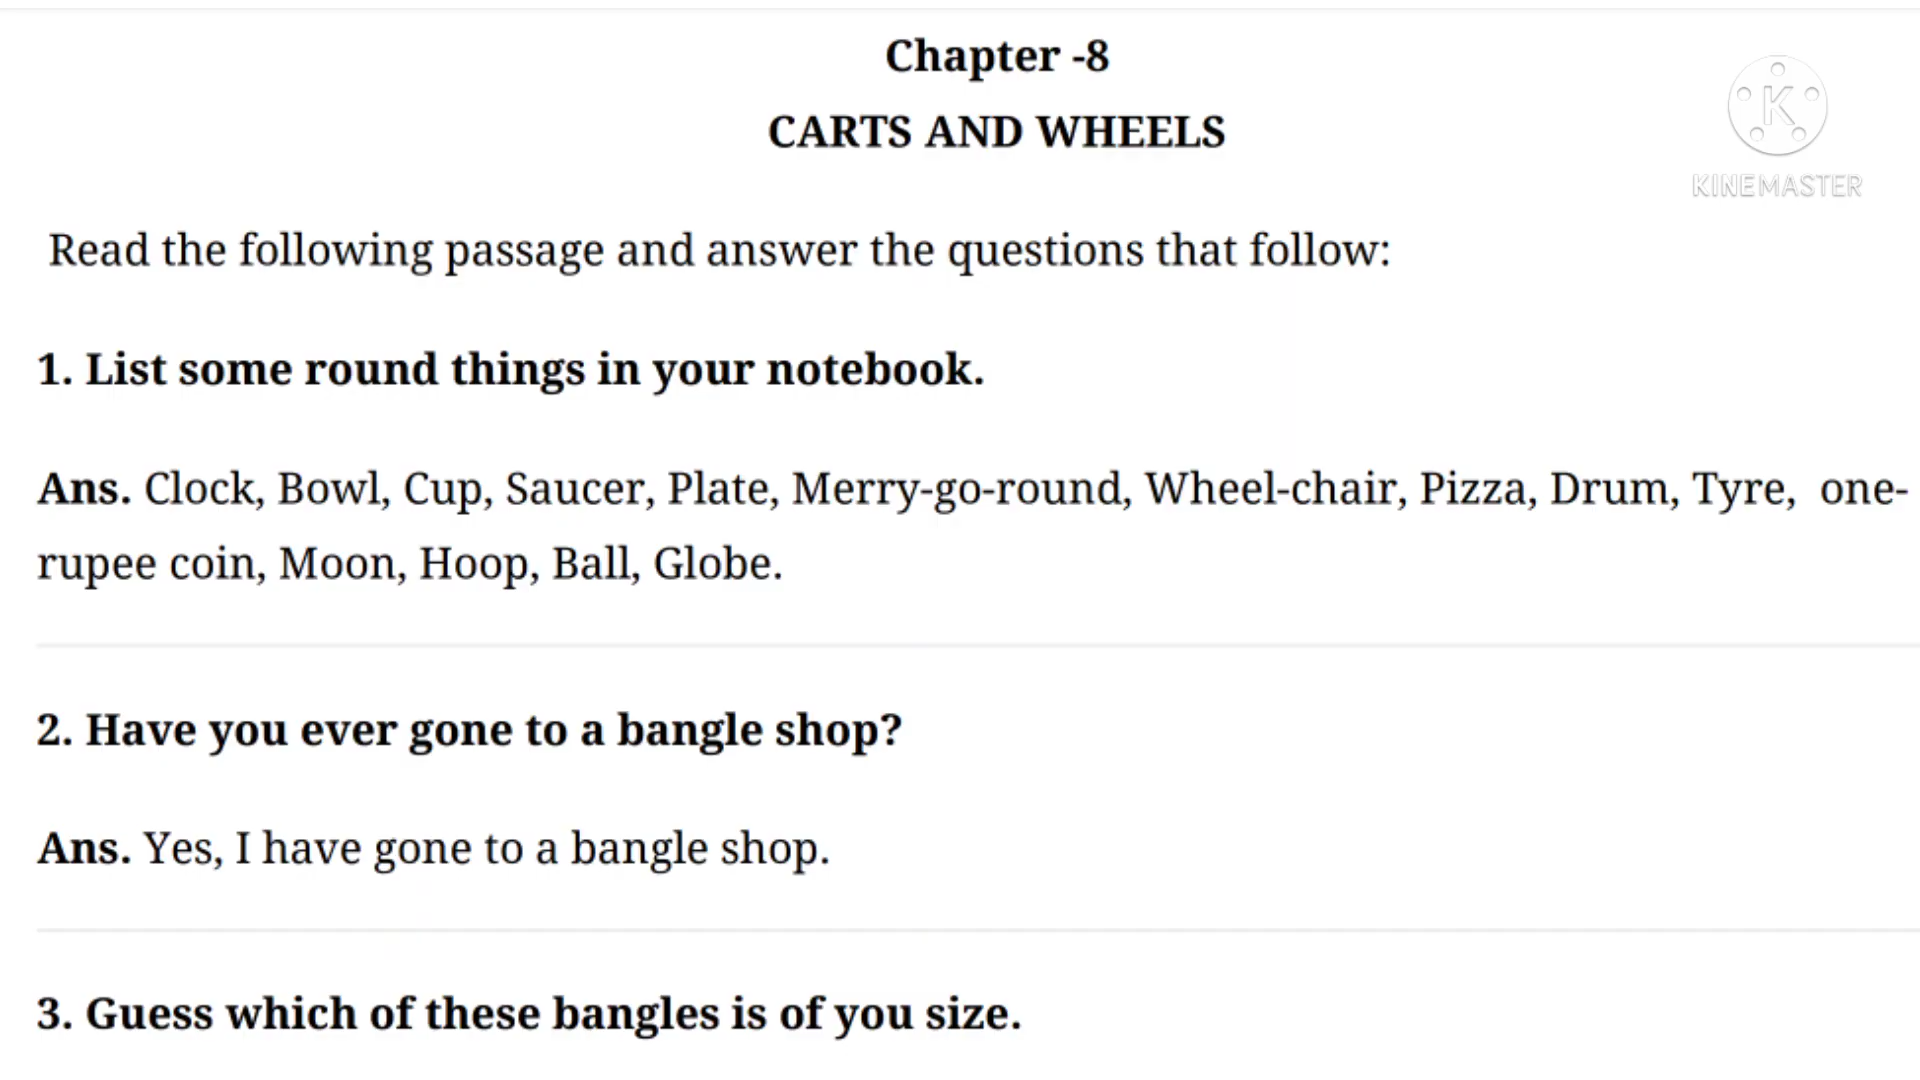 Chapter -8
CARTS AND WHEELS
K
KINEMASTER
Read the following passage and answer the questions that follow:
1. List some round things in your notebook.
Ans. Clock, Bowl, Cup, Saucer, Plate, Merry-go-round, Wheel-chair, Pizza, Drum, Tyre, one-
rupee coin, Moon, Hoop, Ball, Globe.
2. Have you ever gone to a bangle shop?
Ans. Yes, I have gone to a bangle shop.
3. Guess which of these bangles is of you size.